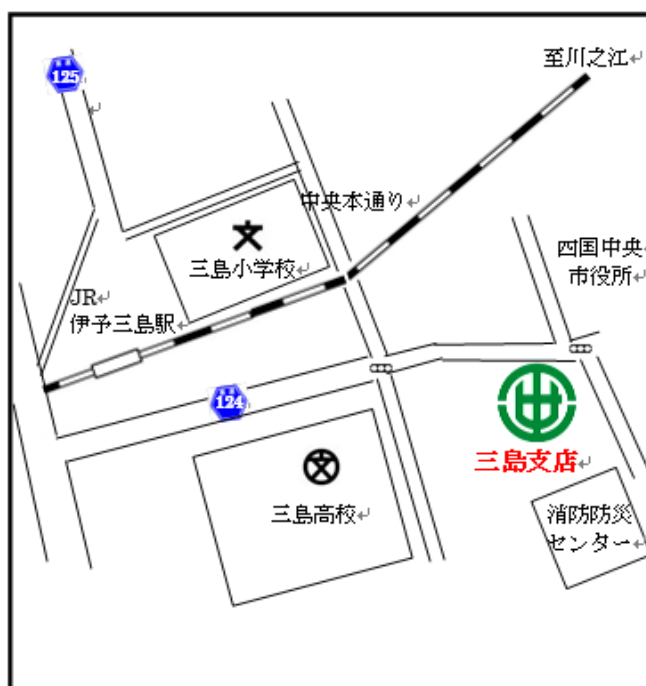 至川之江
125
中央本通り
三島小学校
四国中央
市役所
JR
伊予三島駅
124
三島支店
三島高校
消防防災
センター